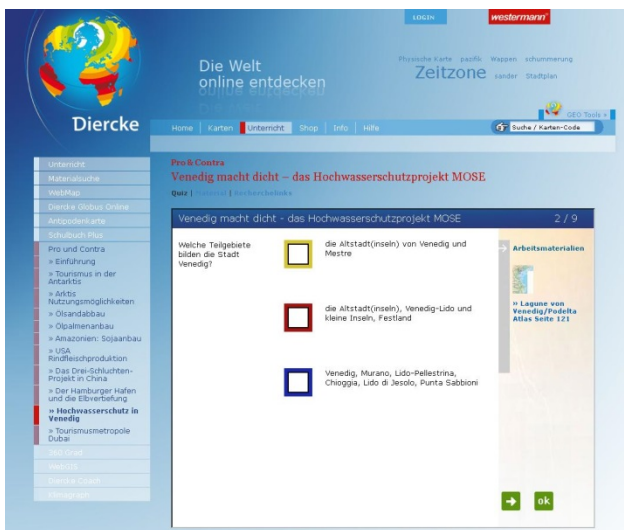 LOGIN
westermann
Die Welt
online entdecken
Physische Karte pazifik Wappen schummerung
Zeitzone sander Stadtplan
Diercke
GEO Tools »
Home | Karten | Unterricht | Shop | Info | Hilfe
Suche / Karten-Code
Unterricht
Materialsuche
WebMap
Diercke Globus Online
Antipodenkarte
Schulbuch Plus
Pro und Contra
» Einführung
» Tourismus in der
Antarktis
» Arktis
Nutzungsmöglichkeiten
» Ölsandabbau
» Ölpalmenanbau
» Amazonien: Sojaanbau
» USA
Rindfleischproduktion
» Das Drei-Schluchten-
Projekt in China
» Der Hamburger Hafen
und die Elbvertiefung
» Hochwasserschutz in
Venedig
» Tourismusmetropole
Dubai
360-Grad
WebGIS
Diercke Coach
Klimagraph
Pro & Contra
Venedig macht dicht – das Hochwasserschutzprojekt MOSE
Quiz | Material | Recherchelinks
Venedig macht dicht - das Hochwasserschutzprojekt MOSE 2 / 9
Welche Teilgebiete
bilden die Stadt
Venedig?
die Altstadt(inseln) von Venedig und
Mestre
die Altstadt(inseln), Venedig-Lido und
kleine Inseln, Festland
Venedig, Murano, Lido-Pellestrina,
Chioggia, Lido di Jesolo, Punta Sabbioni
Arbeitsmaterialien
» Lagune von
Venedig/Podelta
Atlas Seite 121
ok